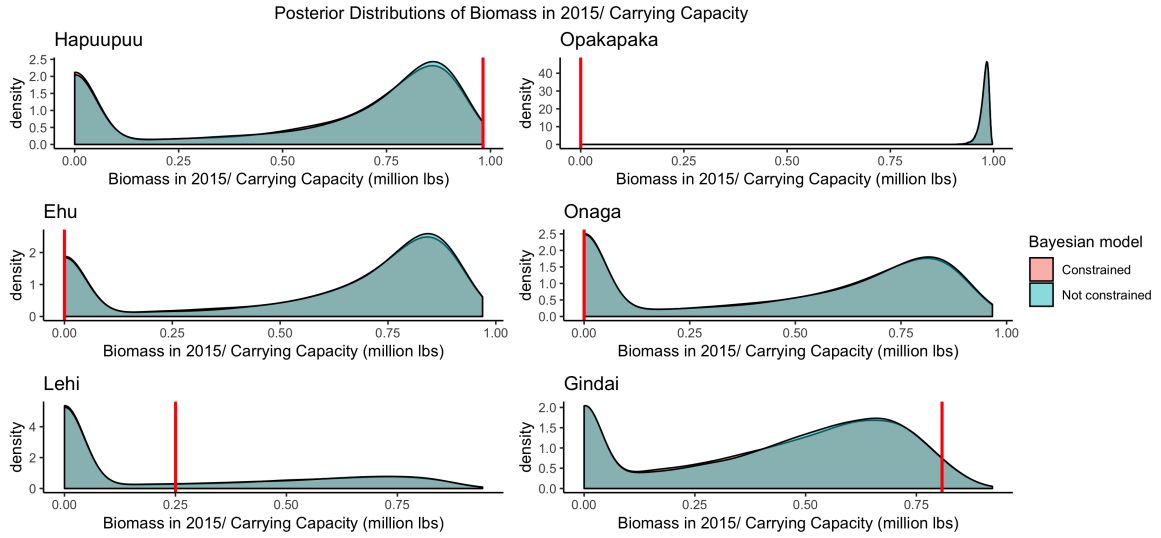 Posterior Distributions of Biomass in 2015/ Carrying Capacity
Hapuupuu
density
2.5
2.0
1.5
1.0
0.5
0.0
0.00 0.25 0.50 0.75 1.00
Biomass in 2015/ Carrying Capacity (million lbs)
Opakapaka
density
40
30
20
10
0
0.00 0.25 0.50 0.75 1.00
Biomass in 2015/ Carrying Capacity (million lbs)
Ehu
density
2
1
0
0.00 0.25 0.50 0.75 1.00
Biomass in 2015/ Carrying Capacity (million lbs)
Onaga
density
2.5
2.0
1.5
1.0
0.5
0.0
0.00 0.25 0.50 0.75 1.00
Biomass in 2015/ Carrying Capacity (million lbs)
Bayesian model
Constrained
Not constrained
Lehi
density
4
2
0
0.00 0.25 0.50 0.75
Biomass in 2015/ Carrying Capacity (million lbs)
Gindai
density
2.0
1.5
1.0
0.5
0.0
0.00 0.25 0.50 0.75
Biomass in 2015/ Carrying Capacity (million lbs)